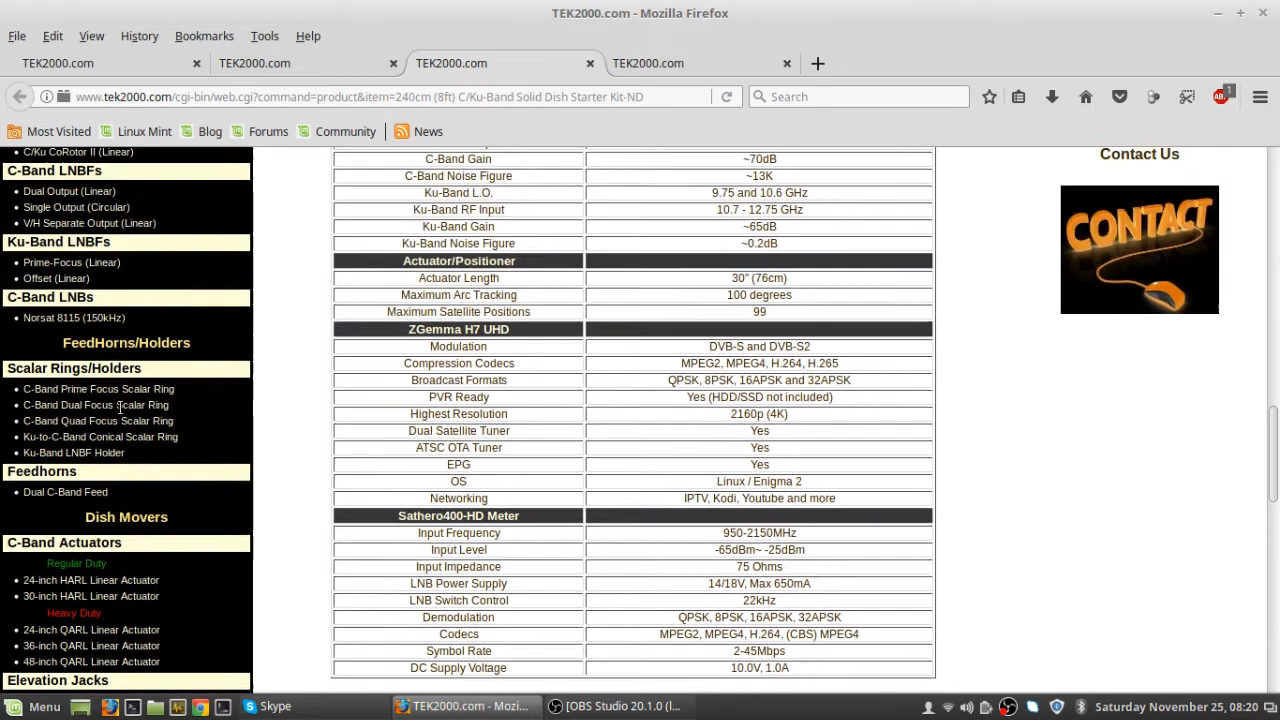 TEK2000.com - Mozilla Firefox
File Edit View History Bookmarks Tools Help
TEK2000.com TEK2000.com TEK2000.com TEK2000.com
www.tek2000.com/cgi-bin/web.cgi?command=product&item=240cm (8ft) C/Ku-Band Solid Dish Starter Kit-ND Search 1
Most Visited Linux Mint Blog Forums Community News
C/Ku CoRotor II (Linear)
C-Band LNBFs
Dual Output (Linear)
Single Output (Circular)
V/H Separate Output (Linear)
Ku-Band LNBFs
Prime-Focus (Linear)
Offset (Linear)
C-Band LNBs
Norsat 8115 (150kHz)
FeedHorns/Holders
Scalar Rings/Holders
C-Band Prime Focus Scalar Ring
C-Band Dual Focus Scalar Ring
C-Band Quad Focus Scalar Ring
Ku-to-C-Band Conical Scalar Ring
Ku-Band LNBF Holder
Feedhorns
Dual C-Band Feed
Dish Movers
C-Band Actuators
Regular Duty
24-inch HARL Linear Actuator
30-inch HARL Linear Actuator
Heavy Duty
24-inch QARL Linear Actuator
36-inch QARL Linear Actuator
48-inch QARL Linear Actuator
Elevation Jacks
C-Band Gain ~70dB
C-Band Noise Figure ~13K
Ku-Band L.O. 9.75 and 10.6 GHz
Ku-Band RF Input 10.7 - 12.75 GHz
Ku-Band Gain ~65dB
Ku-Band Noise Figure ~0.2dB
Actuator/Positioner
Actuator Length 30" (76cm)
Maximum Arc Tracking 100 degrees
Maximum Satellite Positions 99
ZGemma H7 UHD
Modulation DVB-S and DVB-S2
Compression Codecs MPEG2, MPEG4, H.264, H.265
Broadcast Formats QPSK, 8PSK, 16APSK and 32APSK
PVR Ready Yes (HDD/SSD not included)
Highest Resolution 2160p (4K)
Dual Satellite Tuner Yes
ATSC OTA Tuner Yes
EPG Yes
OS Linux / Enigma 2
Networking IPTV, Kodi, Youtube and more
Sathero400-HD Meter
Input Frequency 950-2150MHz
Input Level -65dBm~ -25dBm
Input Impedance 75 Ohms
LNB Power Supply 14/18V, Max 650mA
LNB Switch Control 22kHz
Demodulation QPSK, 8PSK, 16APSK, 32APSK
Codecs MPEG2, MPEG4, H.264, (CBS) MPEG4
Symbol Rate 2-45Mbps
DC Supply Voltage 10.0V, 1.0A
Contact Us
CONTACT
Menu Skype TEK2000.com - Mozi... [OBS Studio 20.1.0 (l... Saturday November 25, 08:20